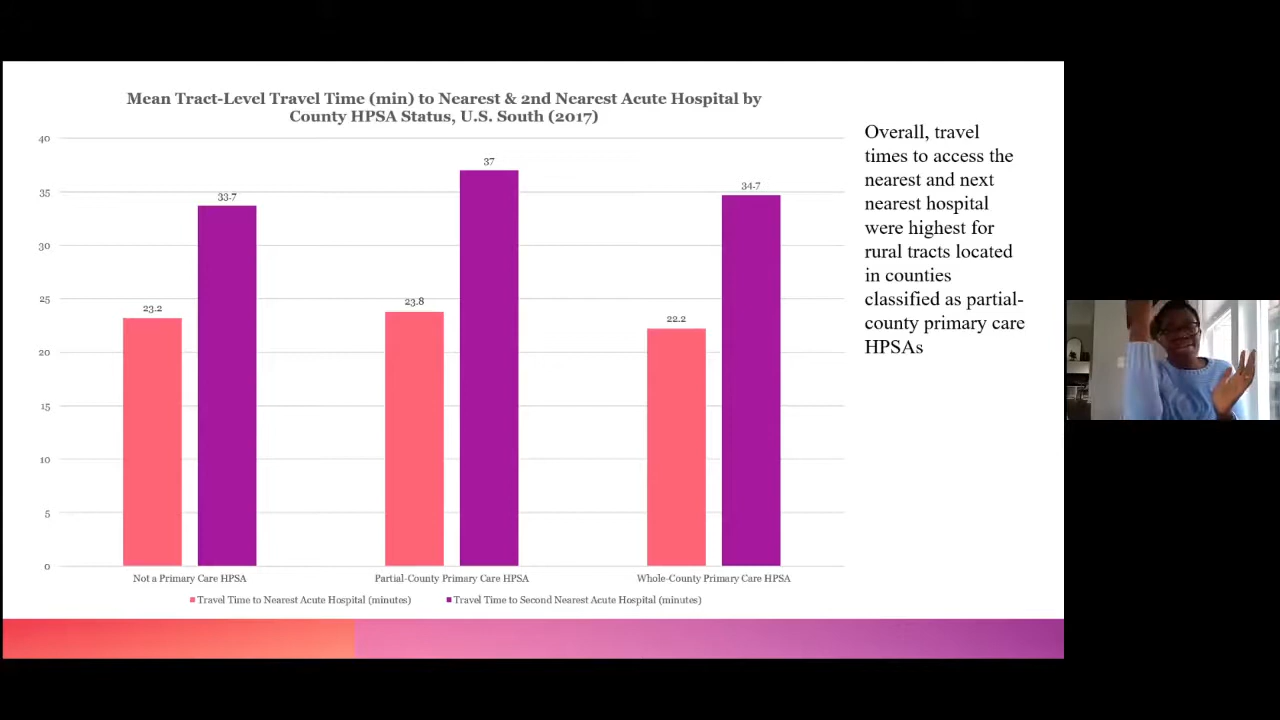 Mean Tract-Level Travel Time (min) to Nearest & 2nd Nearest Acute Hospital by
County HPSA Status, U.S. South (2017)
40
35
30
25
20
15
10
5
0
23.2
33.7
23.8
37
22.2
34.7
Not a Primary Care HPSA
Partial-County Primary Care HPSA
Whole-County Primary Care HPSA
Travel Time to Nearest Acute Hospital (minutes)
Travel Time to Second Nearest Acute Hospital (minutes)
Overall, travel
times to access the
nearest and next
nearest hospital
were highest for
rural tracts located
in counties
classified as partial-
county primary care
HPSAs